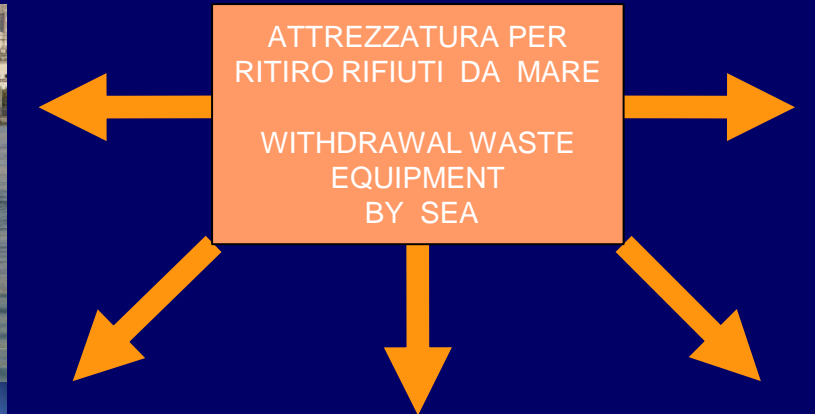 ATTREZZATURA PER
RITIRO RIFIUTI DA MARE
WITHDRAWAL WASTE
EQUIPMENT
BY SEA